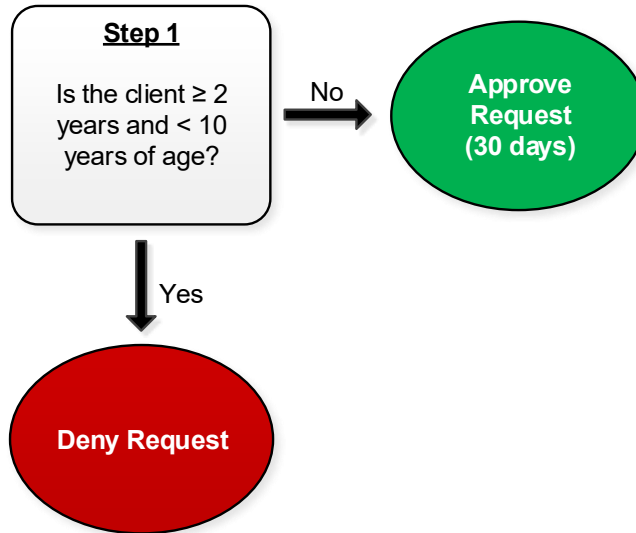 Step 1
Is the client ≥ 2
years and < 10
years of age?
No
Approve
Request
(30 days)
Yes
Deny Request